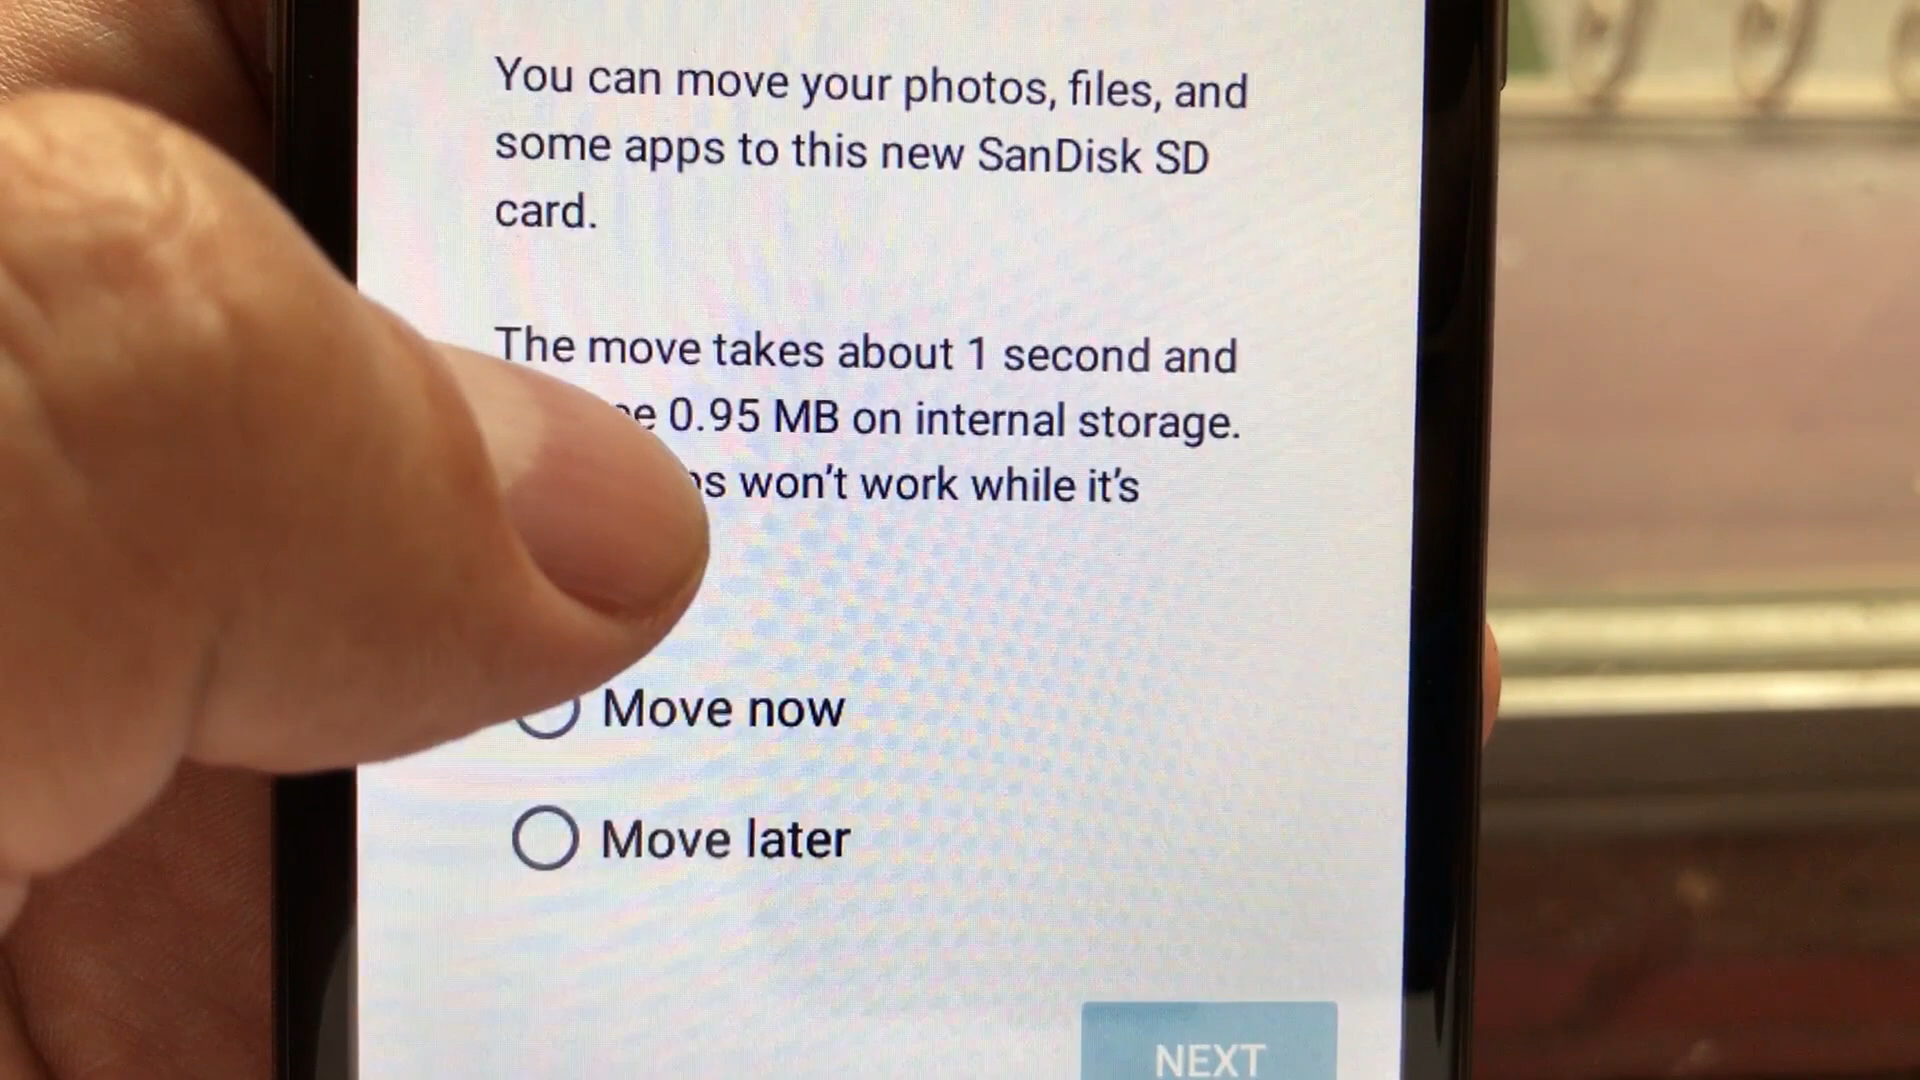 You can move your photos, files, and
some apps to this new SanDisk SD
card.
The move takes about 1 second and
0.95 MB on internal storage.
won't work while it's
Move now
Move later
NEXT